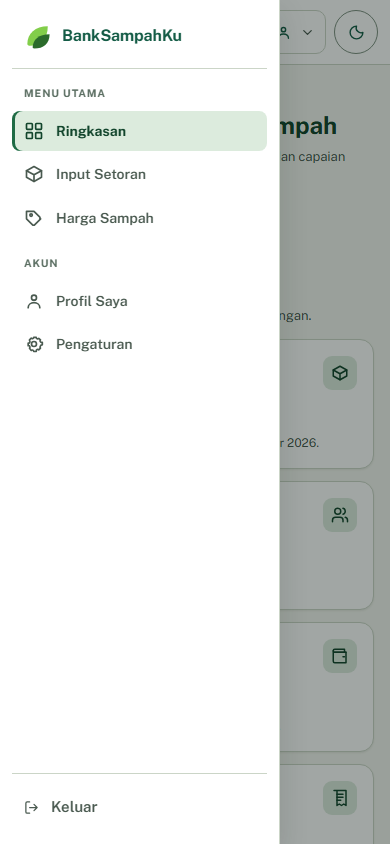 BankSampahKu
MENU UTAMA
Ringkasan
Input Setoran
Harga Sampah
AKUN
Profil Saya
Pengaturan
Keluar
mpah
an capaian
ngan.
r 2026.